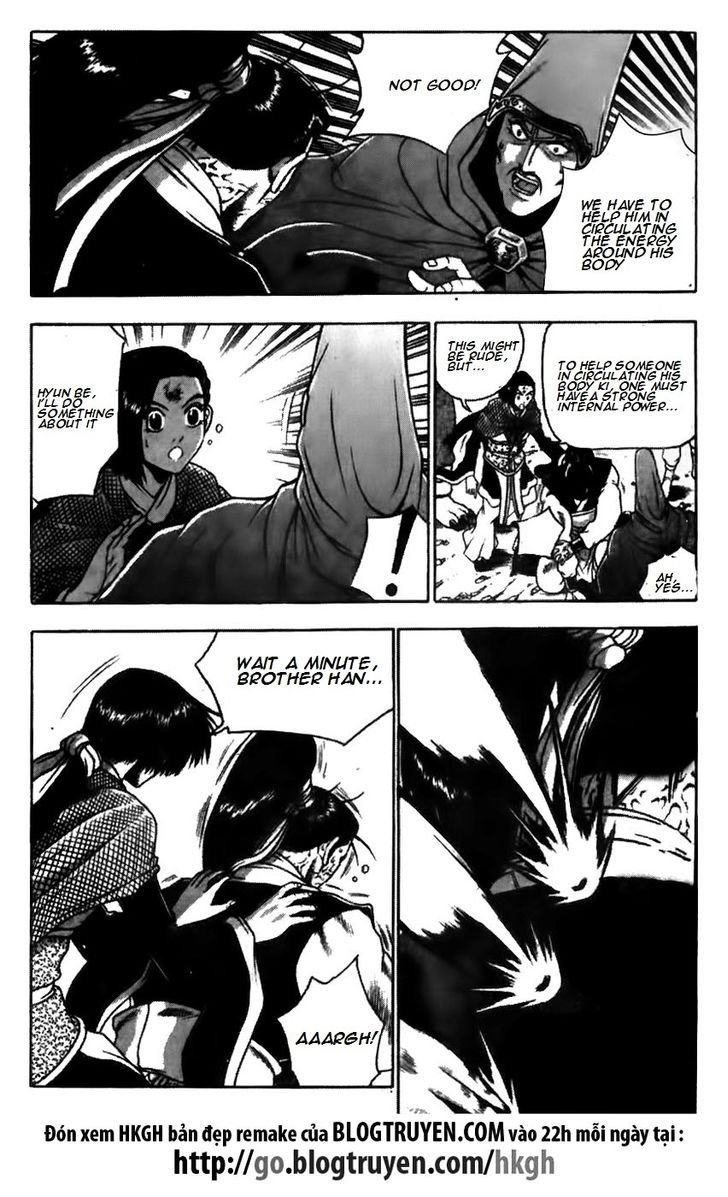 NOT GOOD!
WE HAVE TO
HELP HIM IN
CIRCULATING
THE ENERGY
AROUND HIS
BODY
HYUN BE,
I'LL DO
SOMETHING
ABOUT IT
!
THIS MIGHT
BE RUDE,
BUT...
TO HELP SOMEONE
IN CIRCULATING HIS
BODY KI, ONE MUST
HAVE A STRONG
INTERNAL POWER...
AH,
YES...
WAIT A MINUTE,
BROTHER HAN...
AAARGH!
Đón xem HKGH bản đẹp remake của BLOGTRUYEN.COM vào 22h mỗi ngày tại :
http://go.blogtruyen.com/hkgh